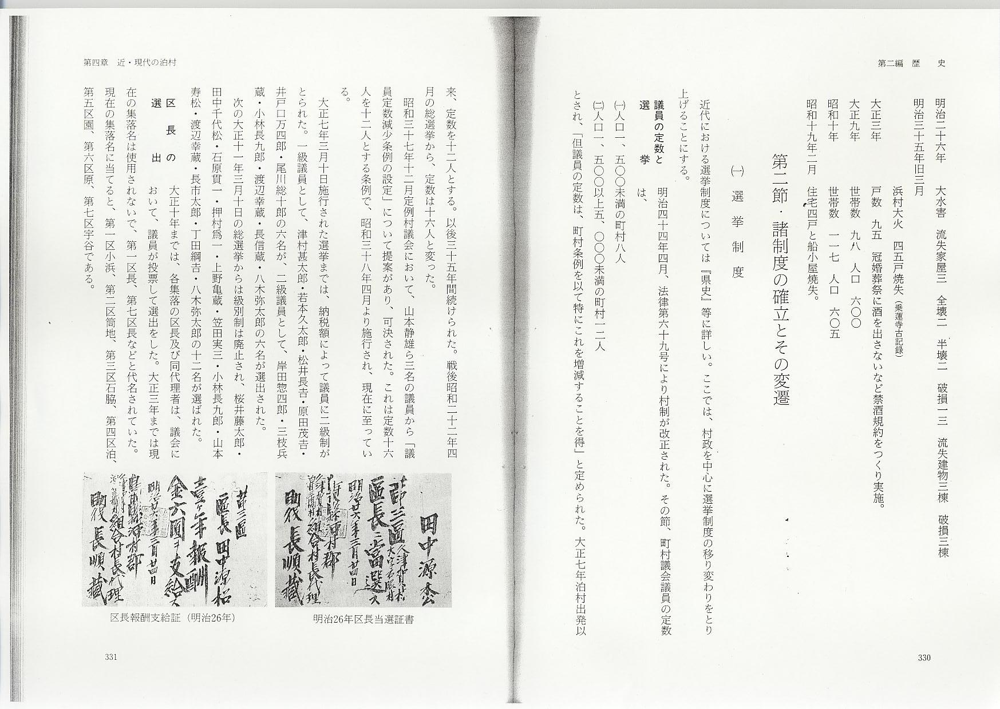 第二編　歴　史
明治二十六年　大水害　流失家屋三　全壊二　半壊二　破損一三　流失建物三棟　破損三棟
明治三十五年旧三月
浜村大火　四五戸焼失（乗蓮寺古記録）
大正三年　戸数　九五　冠婚葬祭に酒を出さないなど禁酒規約をつくり実施。
大正九年　世帯数　九八　人口　六〇〇
昭和十年　世帯数　一一七　人口　六〇五
昭和十九年二月　住宅四戸と船小屋焼失。
第二節・諸制度の確立とその変遷
㈠　選挙制度
近代における選挙制度については『県史』等に詳しい。ここでは、村政を中心に選挙制度の移り変わりをとり
上げることにする。
議員の定数と
選挙
明治四十四年四月、法律第六十九号により村制が改正された。その節、町村議会議員の定数
は、
㈠人口一、五〇〇未満の町村八人
㈡人口一、五〇〇以上五、〇〇〇未満の町村一二人
とされ、「但議員の定数は、町村条例を以て特にこれを増減することを得」と定められた。大正七年泊村出発以
330
第四章　近・現代の泊村
来、定数を十二人とする。以後三十五年間続けられた。戦後昭和二十二年四
月の総選挙から、定数は十六人と変った。
昭和三十七年十二月定例村議会において、山本静雄ら三名の議員から「議
員定数減少条例の設定」について提案があり、可決された。これは定数十六
人を十二人とする条例で、昭和三十八年四月より施行され、現在に至ってい
る。
大正七年三月十日施行された選挙までは、納税額によって議員に二級制が
とられた。一級議員として、津村甚太郎・若本久太郎・松井長吉・原田茂吉・
井戸口万四郎・尾川総十郎の六名が、二級議員として、岸田惣四郎・三枝兵
蔵・小林長九郎・渡辺幸蔵・長信蔵・八木弥太郎の六名が選出された。
次の大正十一年三月十日の総選挙からは級別制は廃止され、桜井藤太郎・
田中千代松・石原貫一・押村爲一・上野亀蔵・笠田実三・小林長九郎・山本
寿松・渡辺幸蔵・長市太郎・丁田綱吉・八木弥太郎の十二名が選ばれた。
区長の
選出
大正十年までは、各集落の区長及び同代理者は、議会に
おいて、議員が投票して選出をした。大正三年までは現
在の集落名は使用されないで、第一区長、第七区長などと代名されていた。
現在の集落名に当てると、第一区小浜、第二区筒地、第三区石脇、第四区泊、
第五区園、第六区原、第七区宇谷である。
田中源松
第三区
区長ニ当選ス
明治廿六年三月廿四日
河村郡
組合村長代理
助役　長順蔵
明治26年区長当選証書
第三区
区長　田中源松
壹ヶ年報酬
金六圓ヲ支給ス
明治廿六年三月廿四日
鳥取縣河村郡
組合村長代理
助役　長順蔵
区長報酬支給証（明治26年）
331